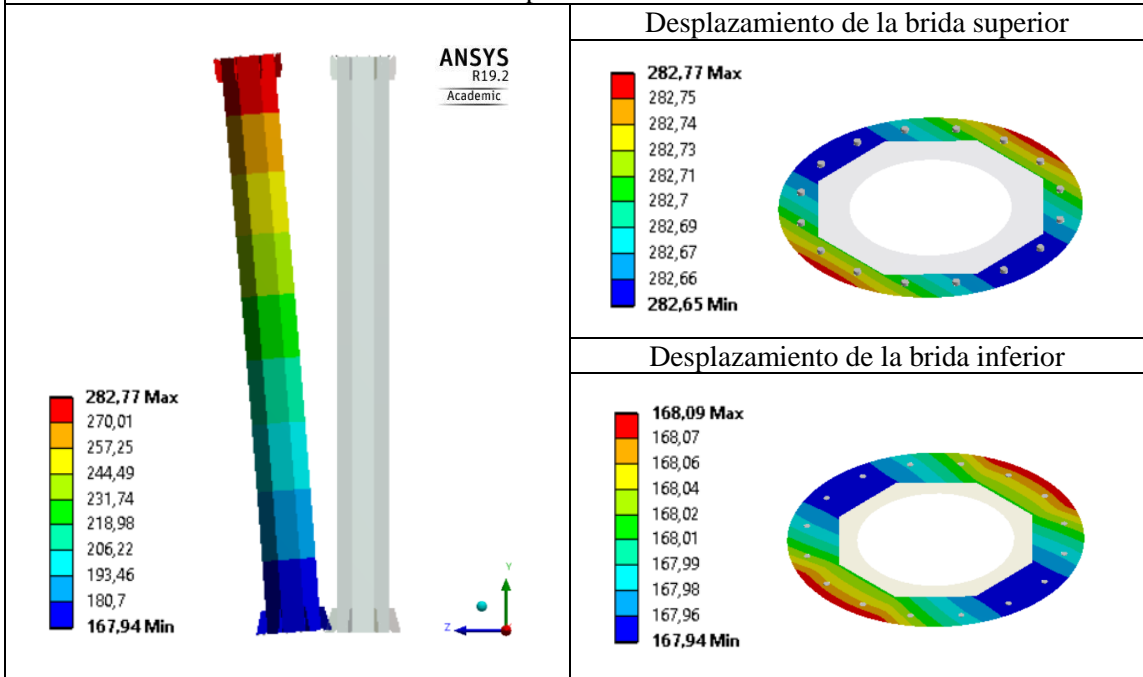 ANSYS
R19.2
Academic
282,77 Max
270,01
257,25
244,49
231,74
218,98
206,22
193,46
180,7
167,94 Min
Y
Z
Desplazamiento de la brida superior
282,77 Max
282,75
282,74
282,73
282,71
282,7
282,69
282,67
282,66
282,65 Min
Desplazamiento de la brida inferior
168,09 Max
168,07
168,06
168,04
168,02
168,01
167,99
167,98
167,96
167,94 Min